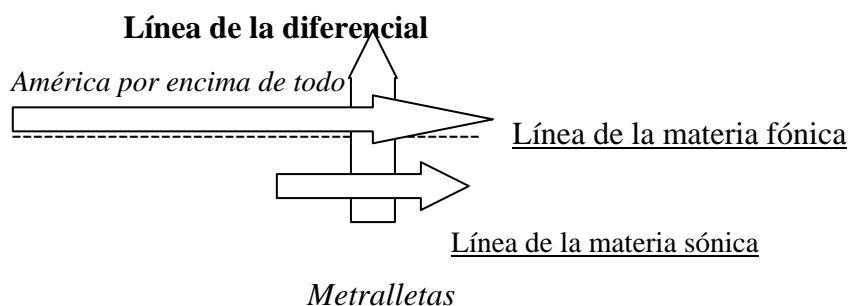 Línea de la diferencial
América por encima de todo
Línea de la materia fónica
Línea de la materia sónica
Metralletas